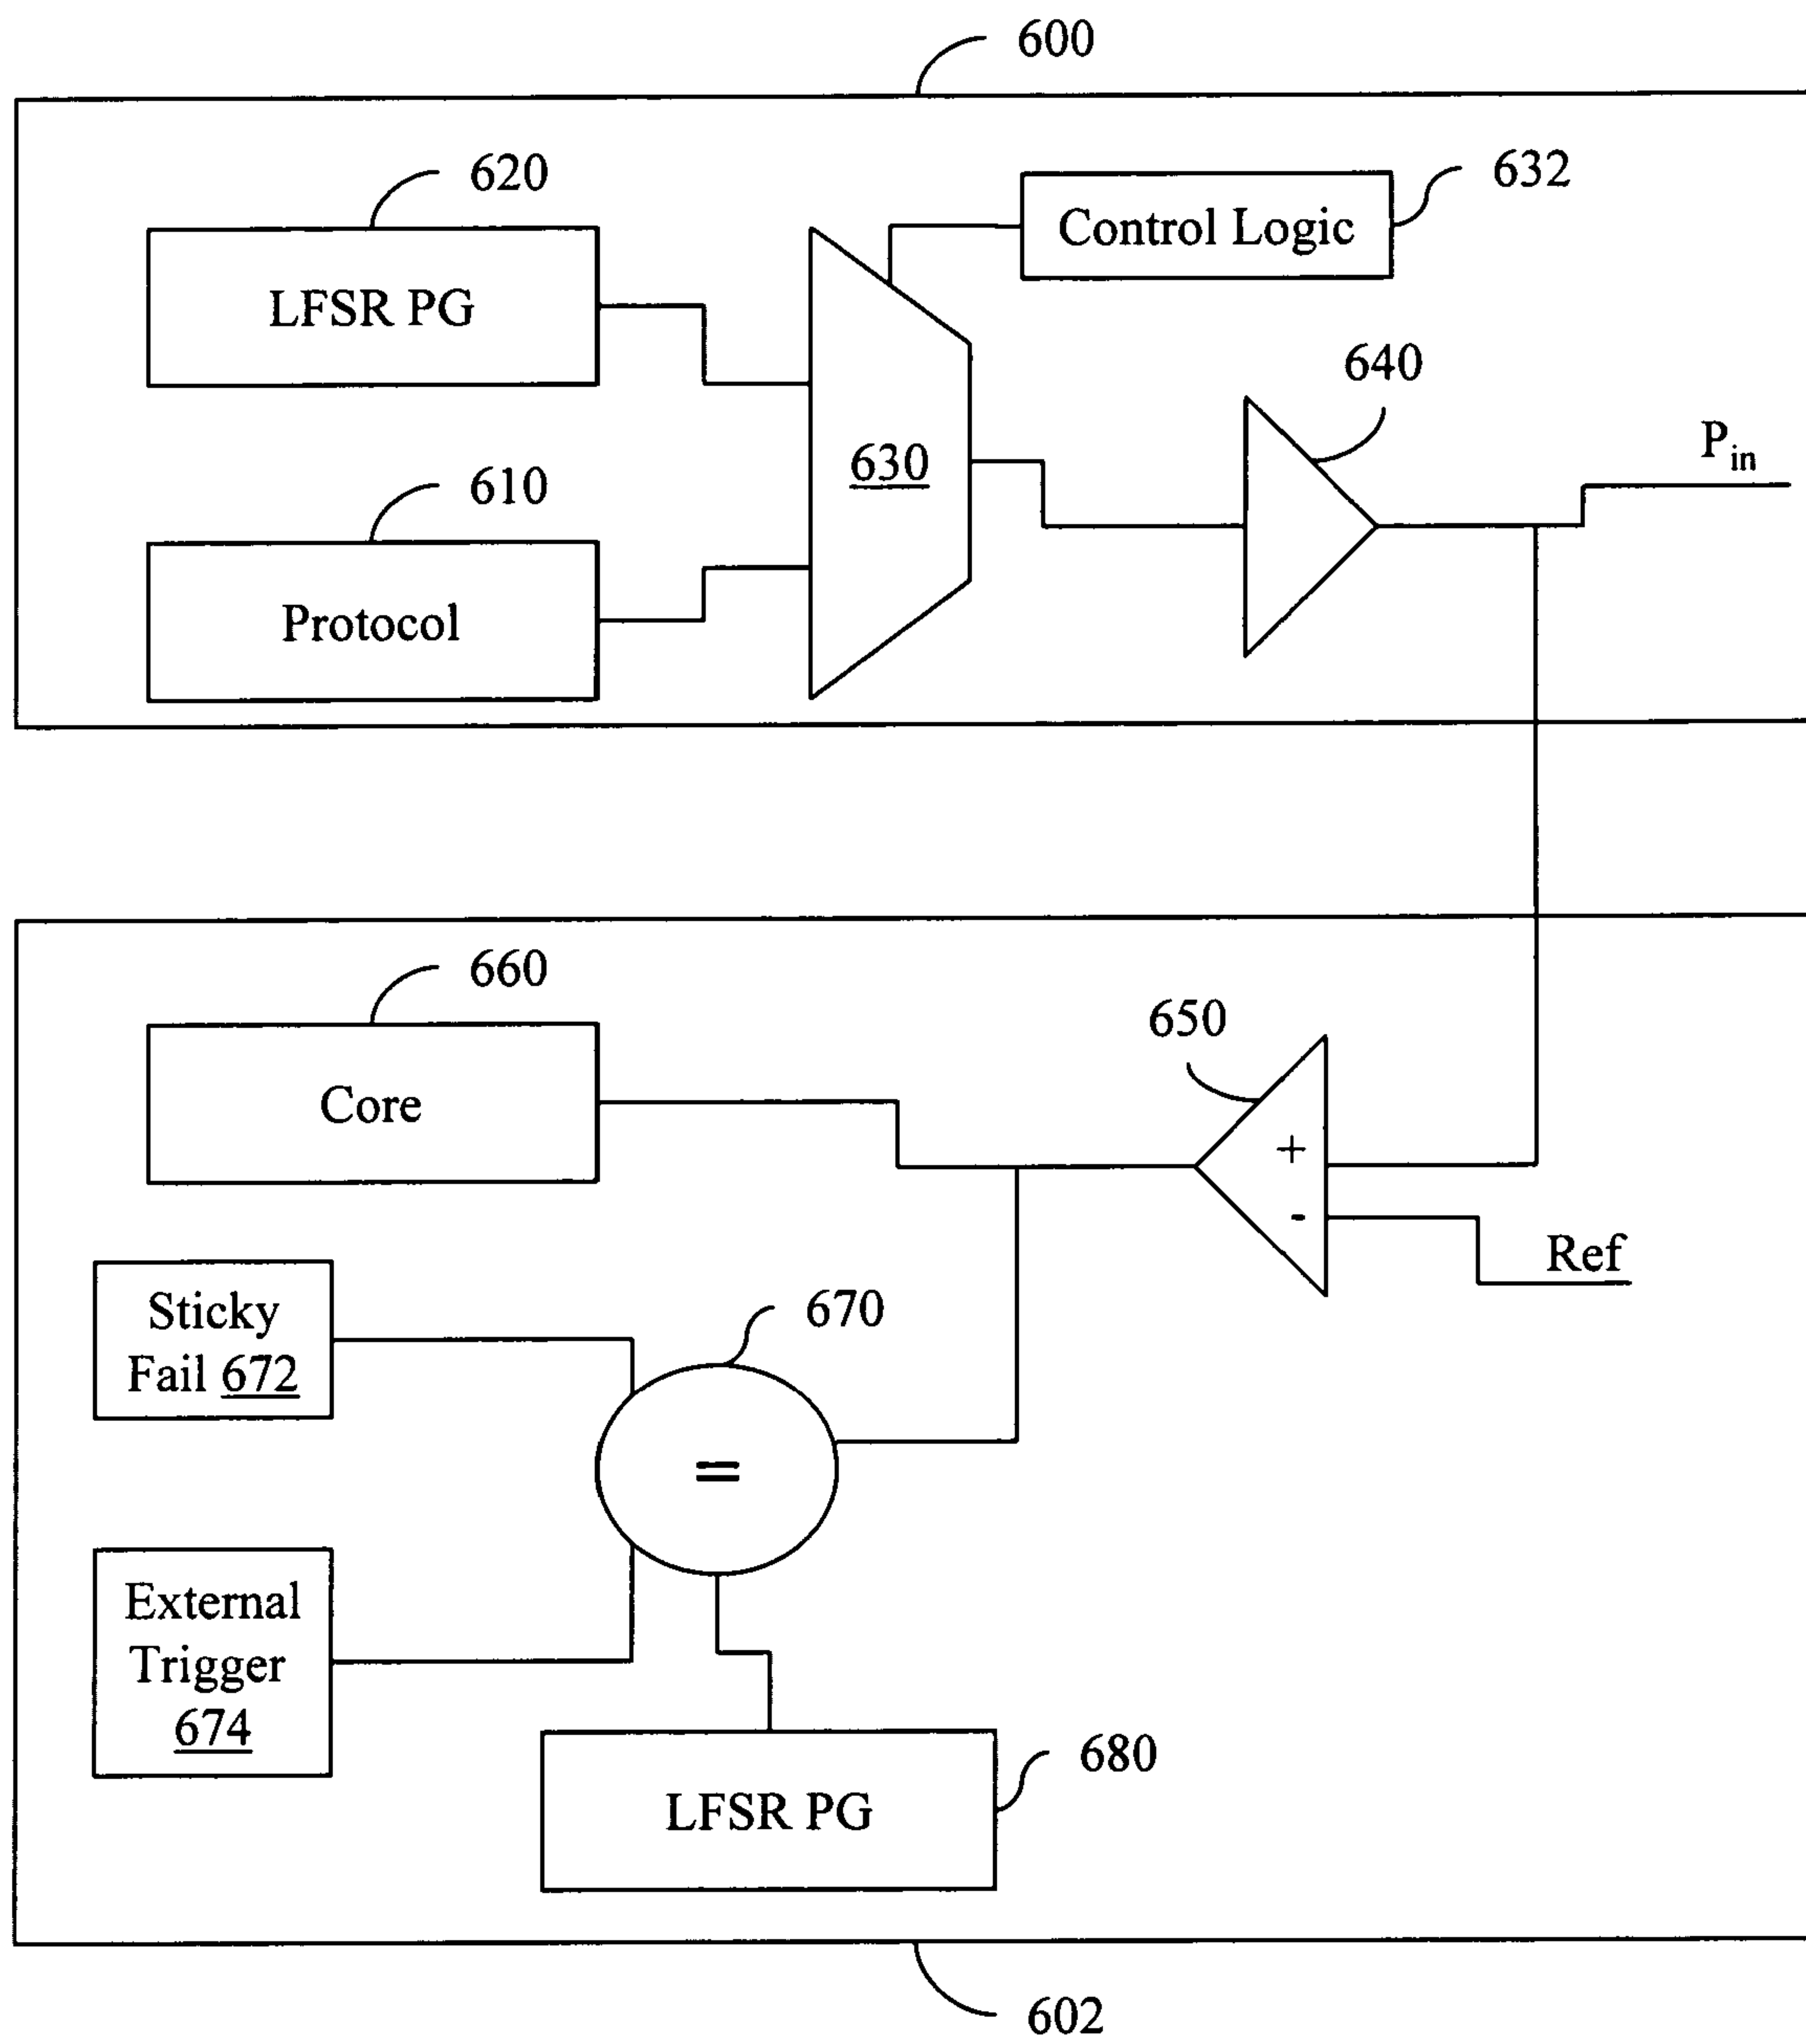 600
620
632
Control Logic
LFSR PG
640
P_in
630
610
Protocol
660
650
Core
+
-
Ref
Sticky
Fail 672
670
=
External
Trigger
674
680
LFSR PG
602